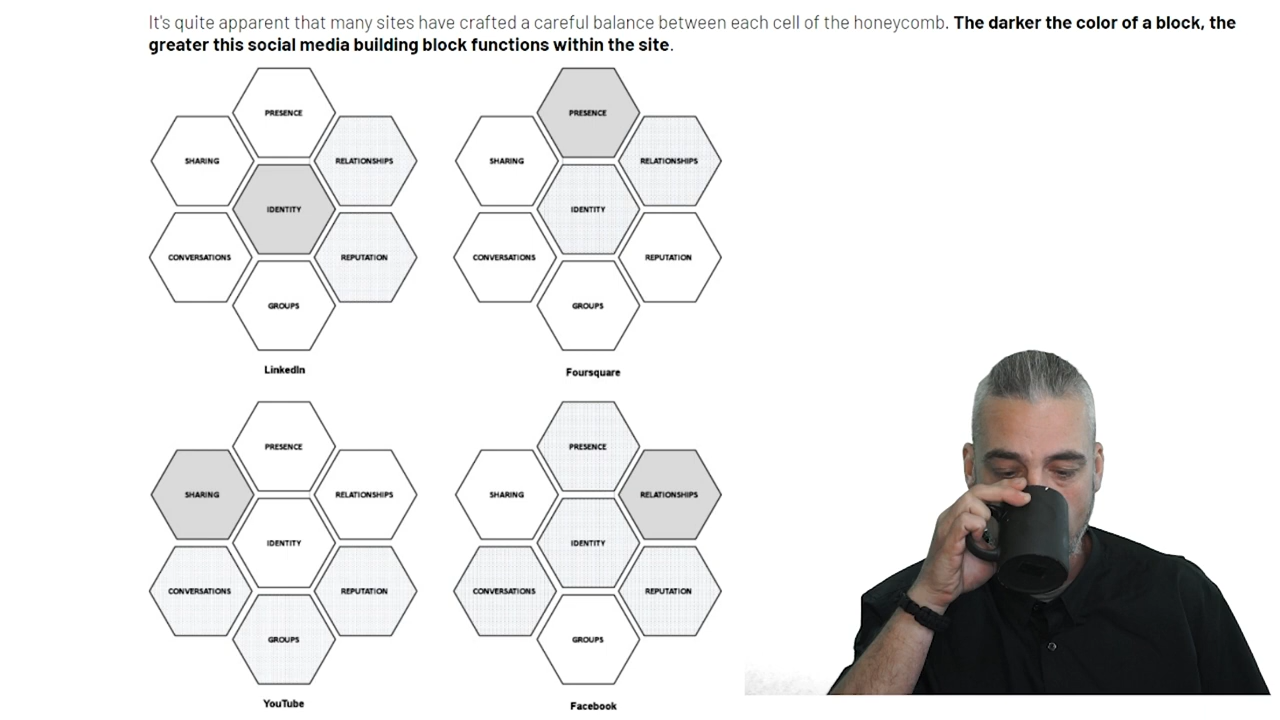 It's quite apparent that many sites have crafted a careful balance between each cell of the honeycomb. The darker the color of a block, the
greater this social media building block functions within the site.
PRESENCE
SHARING
RELATIONSHIPS
IDENTITY
CONVERSATIONS
REPUTATION
GROUPS
LinkedIn
PRESENCE
SHARING
RELATIONSHIPS
IDENTITY
CONVERSATIONS
REPUTATION
GROUPS
Foursquare
PRESENCE
SHARING
RELATIONSHIPS
IDENTITY
CONVERSATIONS
REPUTATION
GROUPS
YouTube
PRESENCE
SHARING
RELATIONSHIPS
IDENTITY
CONVERSATIONS
REPUTATION
GROUPS
Facebook